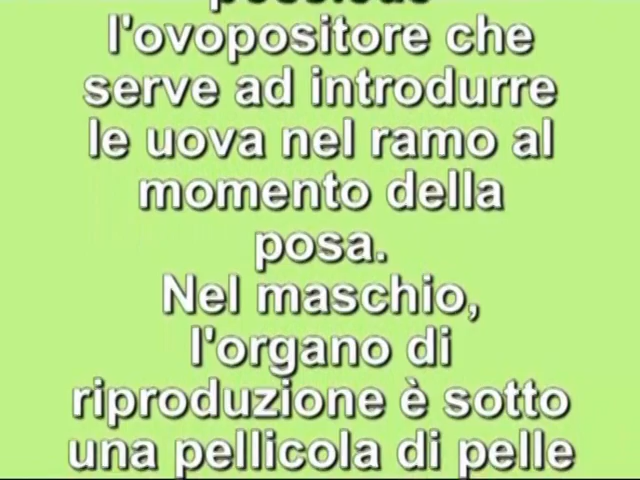 l'ovopositore che
serve ad introdurre
le uova nel ramo al
momento della
posa.
Nel maschio,
l'organo di
riproduzione è sotto
una pellicola di pelle